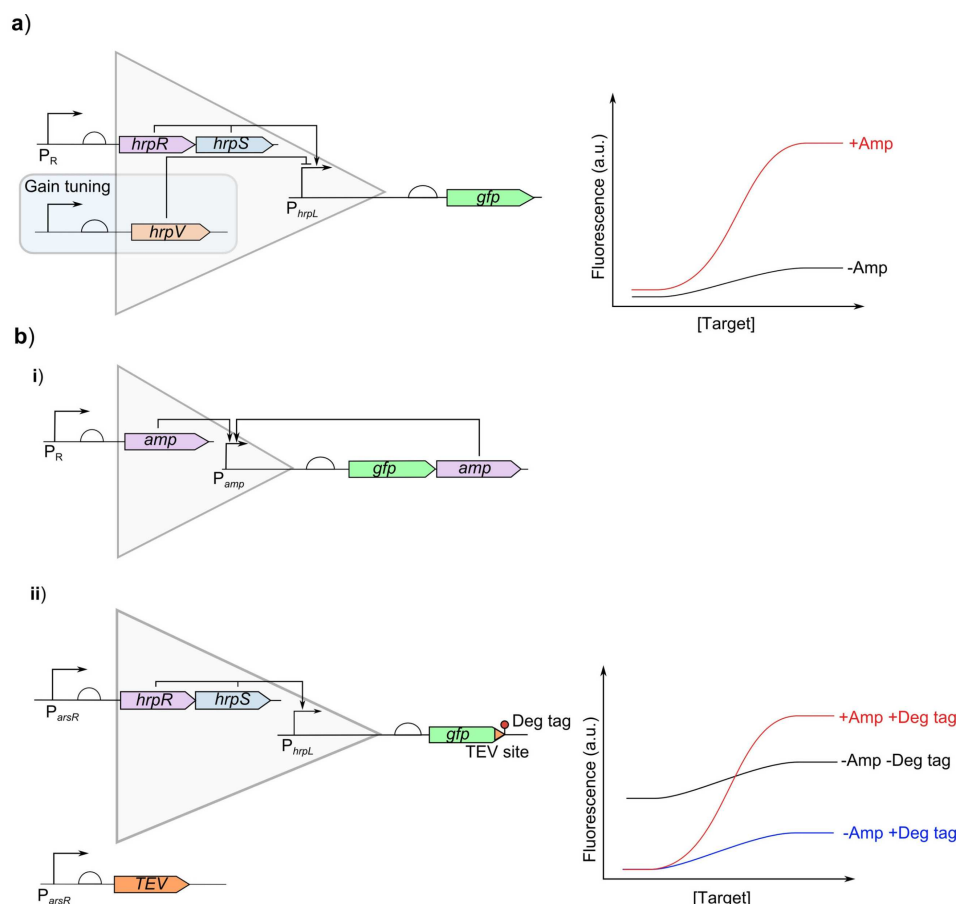 a)
P_R
hrpR
hrpS
Gain tuning
hrpV
P_hrpL
gfp
Fluorescence (a.u.)
+Amp
-Amp
[Target]
b)
i)
P_R
amp
P_amp
gfp
amp
ii)
P_arsR
hrpR
hrpS
P_hrpL
gfp
Deg tag
TEV site
P_arsR
TEV
Fluorescence (a.u.)
+Amp +Deg tag
-Amp -Deg tag
-Amp +Deg tag
[Target]